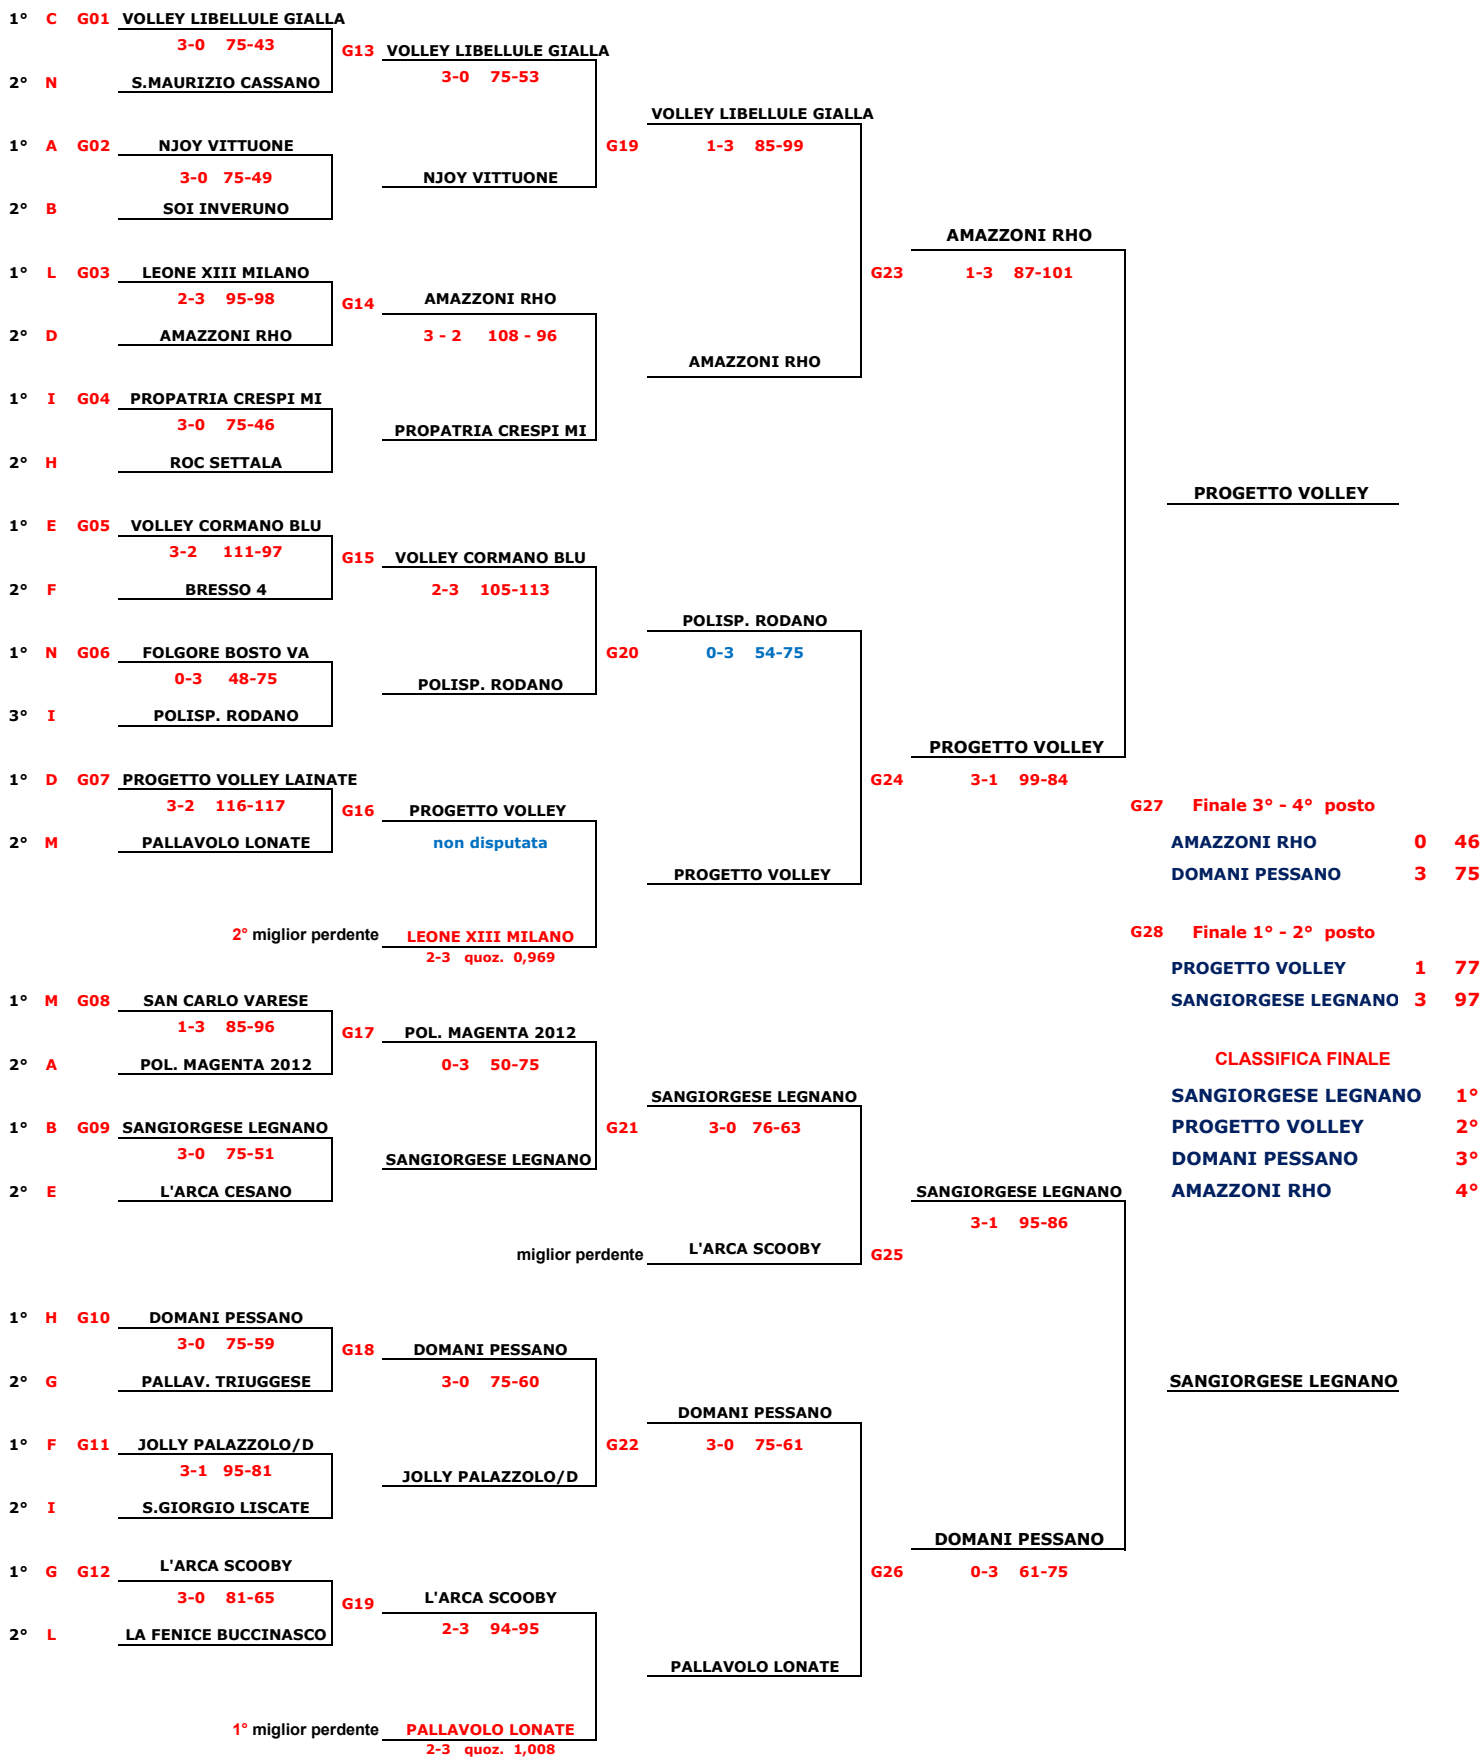 1° C G01 VOLLEY LIBELLULE GIALLA
3-0 75-43
G13 VOLLEY LIBELLULE GIALLA
3-0 75-53
2° N S.MAURIZIO CASSANO
VOLLEY LIBELLULE GIALLA
1° A G02 NJOY VITTUONE
G19 1-3 85-99
3-0 75-49
NJOY VITTUONE
2° B SOI INVERUNO
AMAZZONI RHO
1° L G03 LEONE XIII MILANO
G23 1-3 87-101
2-3 95-98
G14 AMAZZONI RHO
2° D AMAZZONI RHO
3 - 2 108 - 96
AMAZZONI RHO
1° I G04 PROPATRIA CRESPI MI
3-0 75-46
PROPATRIA CRESPI MI
2° H ROC SETTALA
PROGETTO VOLLEY
1° E G05 VOLLEY CORMANO BLU
3-2 111-97
G15 VOLLEY CORMANO BLU
2° F BRESSO 4
2-3 105-113
POLISP. RODANO
1° N G06 FOLGORE BOSTO VA
G20 0-3 54-75
0-3 48-75
POLISP. RODANO
3° I POLISP. RODANO
PROGETTO VOLLEY
1° D G07 PROGETTO VOLLEY LAINATE
G24 3-1 99-84
3-2 116-117
G16 PROGETTO VOLLEY
G27 Finale 3° - 4° posto
2° M PALLAVOLO LONATE
non disputata
AMAZZONI RHO 0 46
PROGETTO VOLLEY
DOMANI PESSANO 3 75
2° miglior perdente LEONE XIII MILANO
2-3 quoz. 0,969
G28 Finale 1° - 2° posto
PROGETTO VOLLEY 1 77
1° M G08 SAN CARLO VARESE
SANGIORGESE LEGNANO 3 97
1-3 85-96
G17 POL. MAGENTA 2012
2° A POL. MAGENTA 2012
0-3 50-75
CLASSIFICA FINALE
SANGIORGESE LEGNANO
SANGIORGESE LEGNANO 1°
1° B G09 SANGIORGESE LEGNANO
G21 3-0 76-63
PROGETTO VOLLEY 2°
3-0 75-51
SANGIORGESE LEGNANO
DOMANI PESSANO 3°
2° E L'ARCA CESANO
SANGIORGESE LEGNANO
AMAZZONI RHO 4°
3-1 95-86
miglior perdente L'ARCA SCOOBY
G25
1° H G10 DOMANI PESSANO
3-0 75-59
G18 DOMANI PESSANO
2° G PALLAV. TRIUGGESE
3-0 75-60
SANGIORGESE LEGNANO
DOMANI PESSANO
1° F G11 JOLLY PALAZZOLO/D
G22 3-0 75-61
3-1 95-81
JOLLY PALAZZOLO/D
2° I S.GIORGIO LISCATE
DOMANI PESSANO
1° G G12 L'ARCA SCOOBY
G26 0-3 61-75
3-0 81-65
G19 L'ARCA SCOOBY
2° L LA FENICE BUCCINASCO
2-3 94-95
PALLAVOLO LONATE
1° miglior perdente PALLAVOLO LONATE
2-3 quoz. 1,008